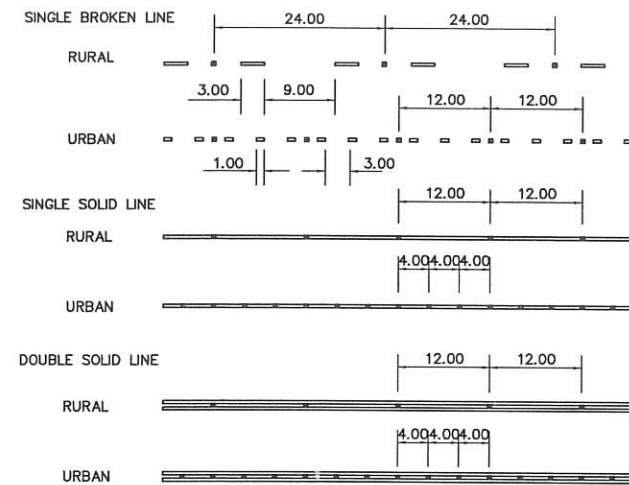 SINGLE BROKEN LINE
24.00 24.00
RURAL
3.00 9.00
12.00 12.00
URBAN
1.00 3.00
SINGLE SOLID LINE
12.00 12.00
RURAL
4.00 4.00 4.00
URBAN
DOUBLE SOLID LINE
12.00 12.00
RURAL
4.00 4.00 4.00
URBAN